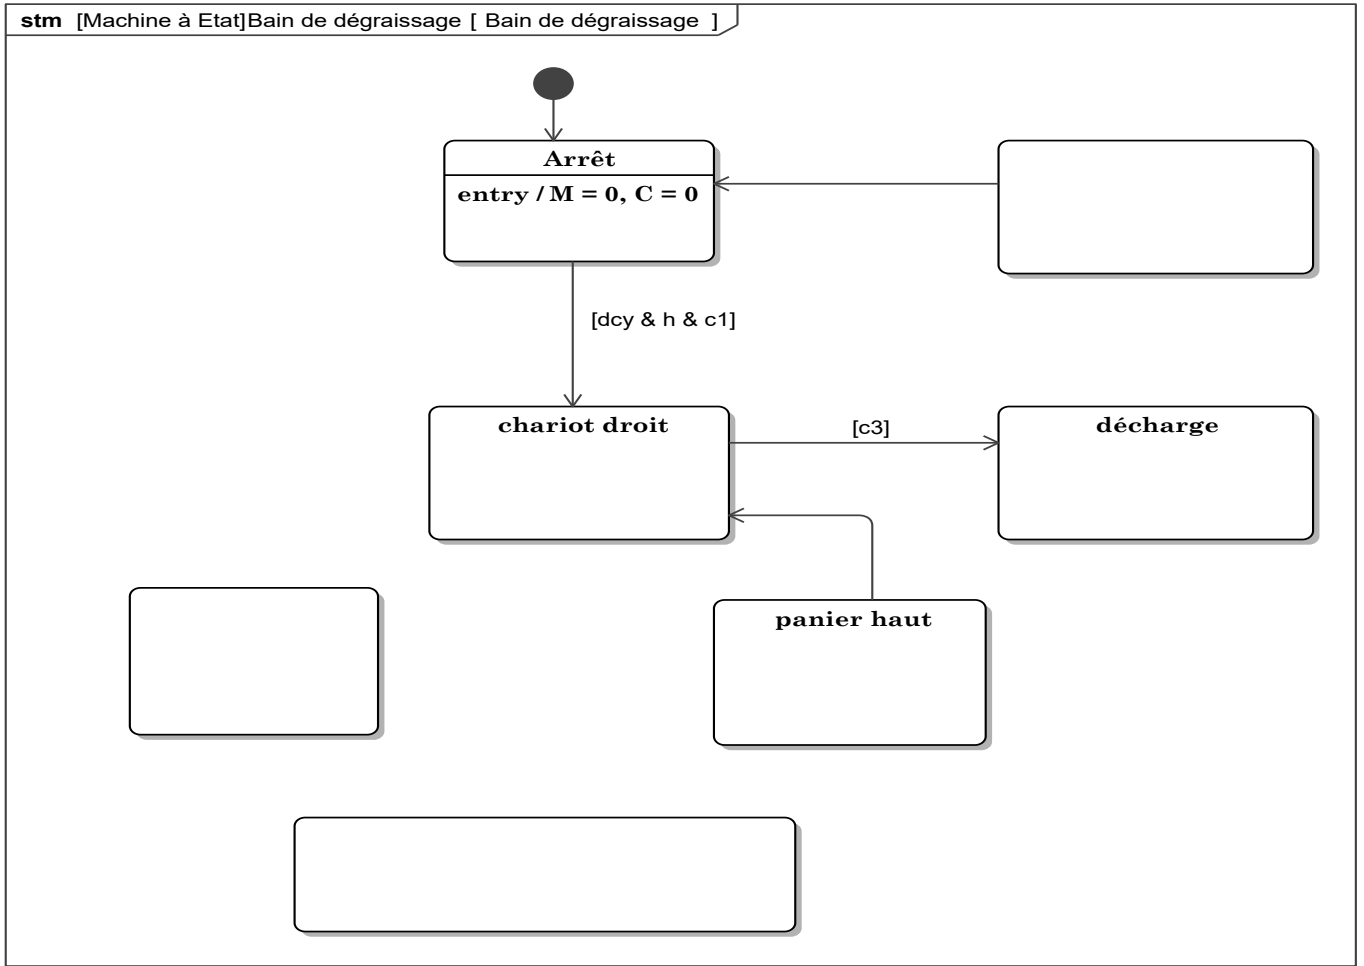 stm [Machine à Etat]Bain de dégraissage [ Bain de dégraissage ]
Arrêt
entry / M = 0, C = 0
[dcy & h & c1]
chariot droit
[c3]
décharge
panier haut